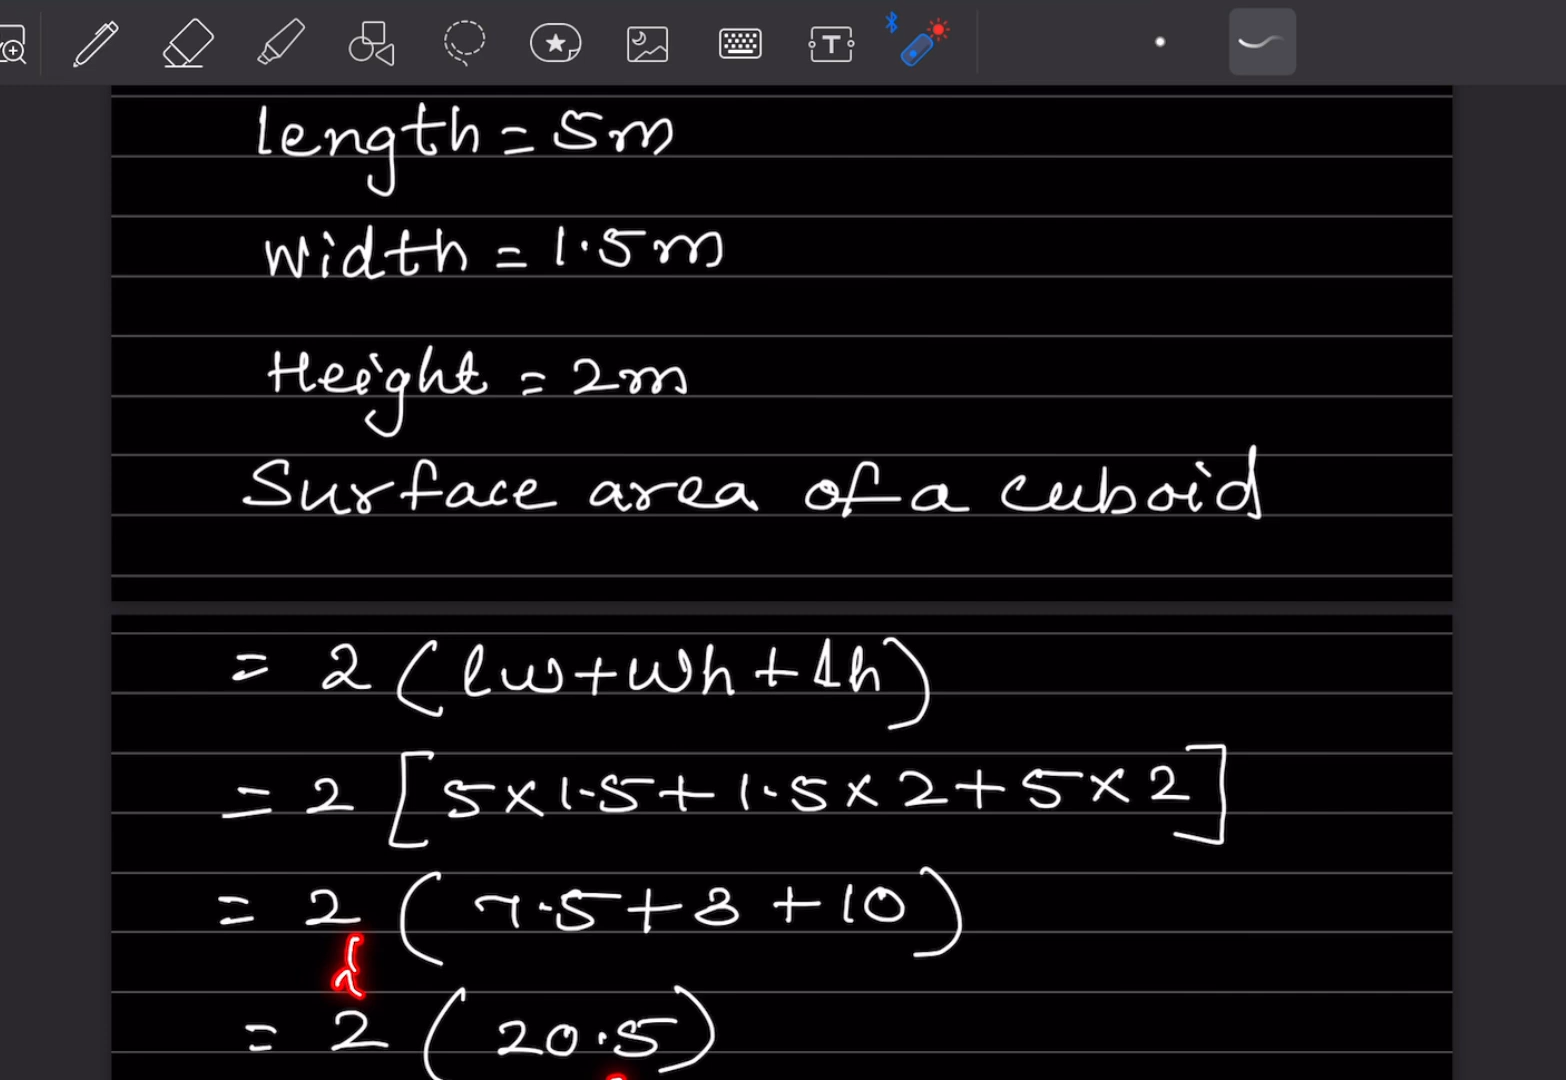 length = 5m
width = 1.5m
Height = 2m
Surface area of a cuboid
= 2 (lw+wh+lh)
= 2 [5×1.5+1.5×2+5×2]
= 2 (7.5+3+10)
= 2 (20.5)